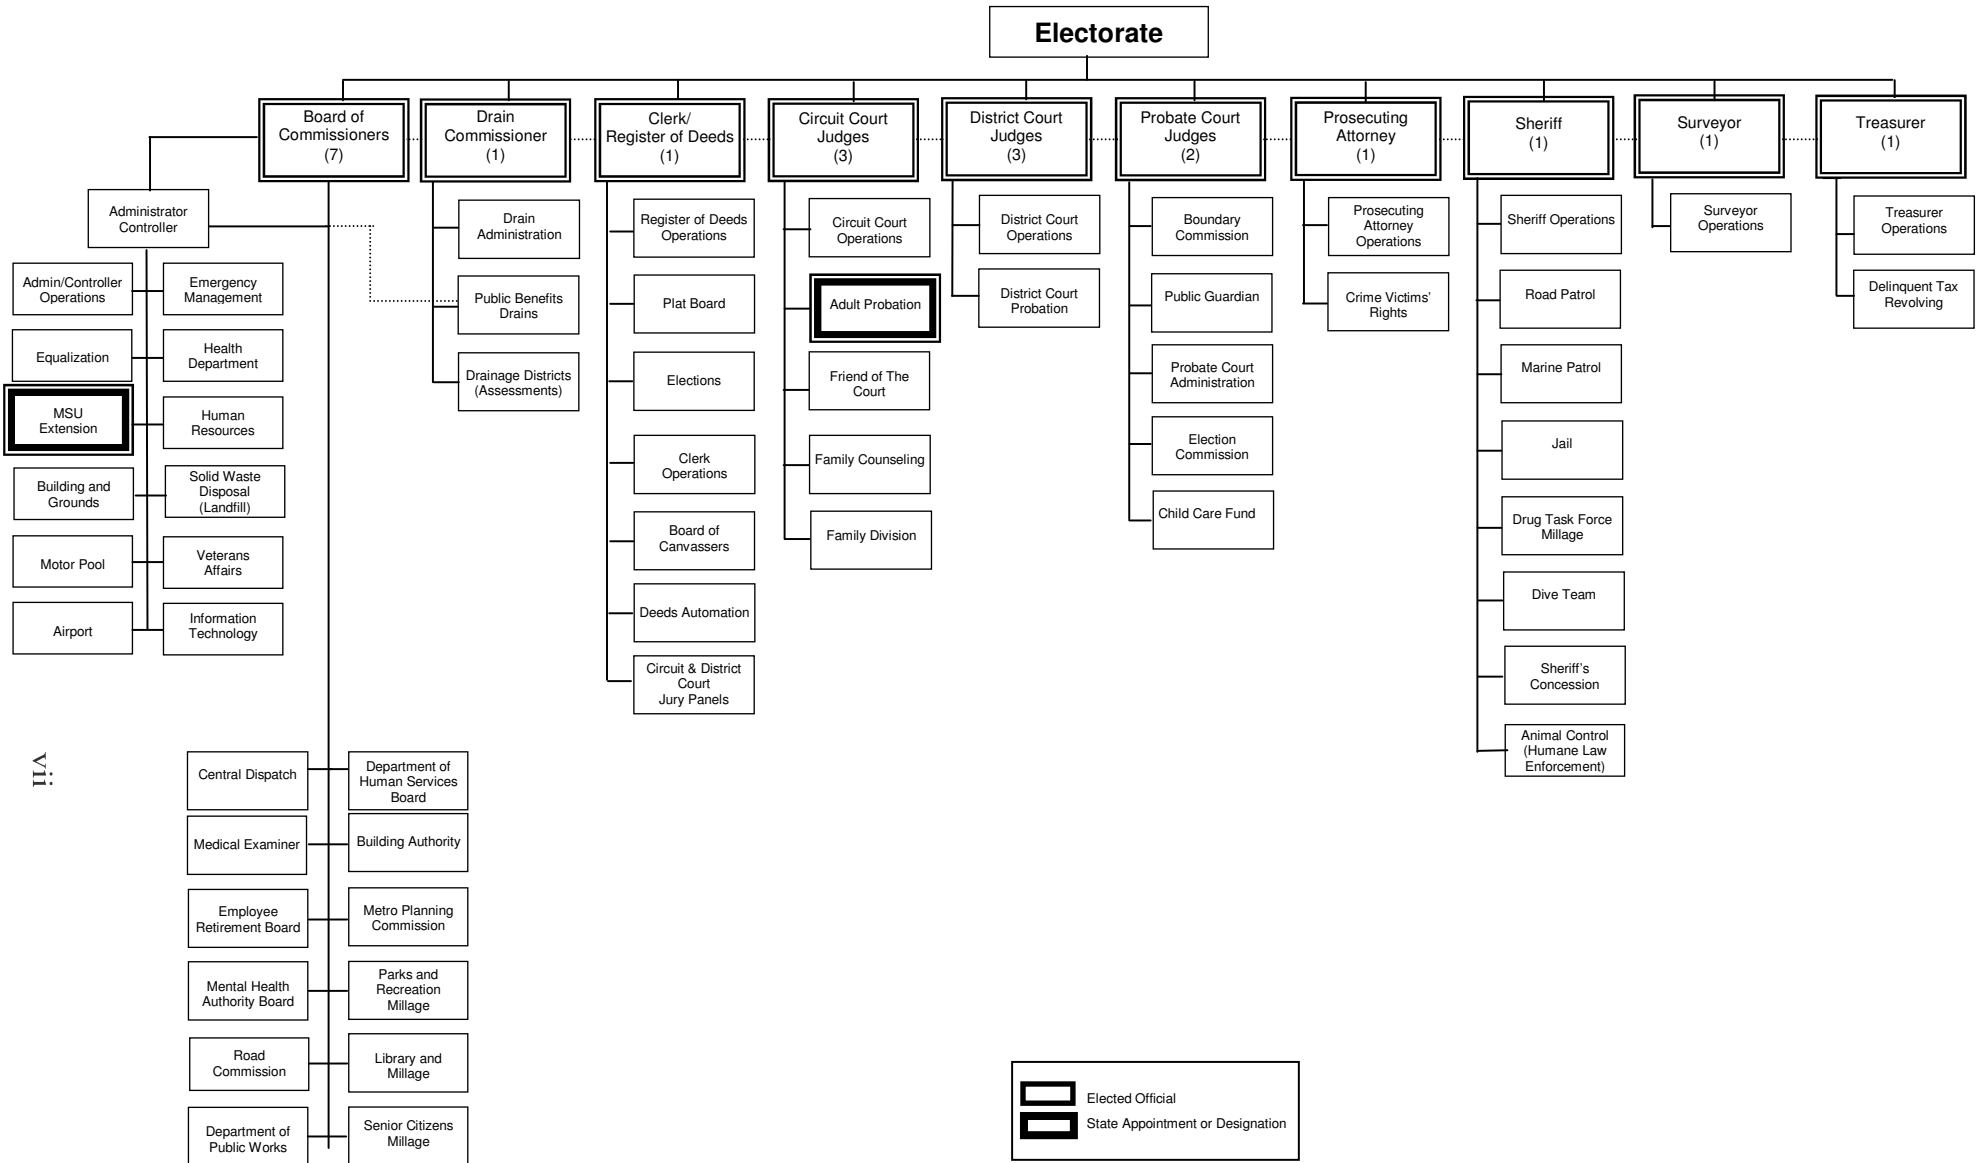 Electorate
Board of
Commissioners
(7)
Drain
Commissioner
(1)
Clerk/
Register of Deeds
(1)
Circuit Court
Judges
(3)
District Court
Judges
(3)
Probate Court
Judges
(2)
Prosecuting
Attorney
(1)
Sheriff
(1)
Surveyor
(1)
Treasurer
(1)
Administrator
Controller
Admin/Controller
Operations
Emergency
Management
Equalization
Health
Department
MSU
Extension
Human
Resources
Building and
Grounds
Solid Waste
Disposal
(Landfill)
Motor Pool
Veterans
Affairs
Airport
Information
Technology
Drain
Administration
Public Benefits
Drains
Drainage Districts
(Assessments)
Register of Deeds
Operations
Plat Board
Elections
Clerk
Operations
Board of
Canvassers
Deeds Automation
Circuit & District
Court
Jury Panels
Circuit Court
Operations
Adult Probation
Friend of The
Court
Family Counseling
Family Division
District Court
Operations
District Court
Probation
Boundary
Commission
Public Guardian
Probate Court
Administration
Election
Commission
Child Care Fund
Prosecuting
Attorney
Operations
Crime Victims'
Rights
Sheriff Operations
Road Patrol
Marine Patrol
Jail
Drug Task Force
Millage
Dive Team
Sheriff's
Concession
Animal Control
(Humane Law
Enforcement)
Surveyor
Operations
Treasurer
Operations
Delinquent Tax
Revolving
vii
Central Dispatch
Department of
Human Services
Board
Medical Examiner
Building Authority
Employee
Retirement Board
Metro Planning
Commission
Mental Health
Authority Board
Parks and
Recreation
Millage
Road
Commission
Library and
Millage
Department of
Public Works
Senior Citizens
Millage
Elected Official
State Appointment or Designation